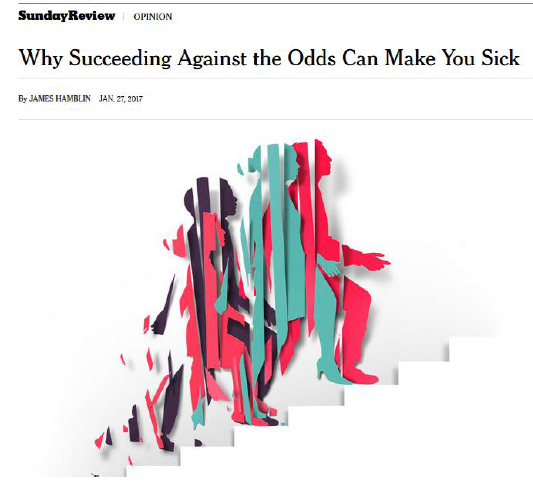 SundayReview | OPINION
Why Succeeding Against the Odds Can Make You Sick
By JAMES HAMBLIN JAN. 27, 2017